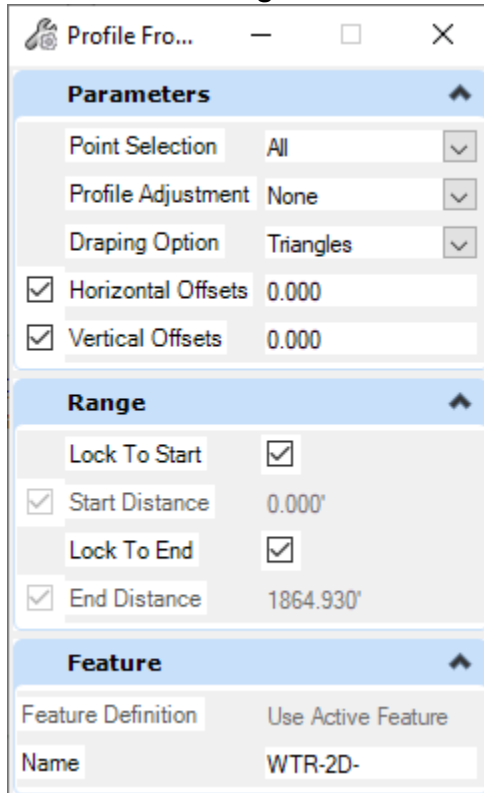 Profile Fro...
Parameters
Point Selection All
Profile Adjustment None
Draping Option Triangles
Horizontal Offsets 0.000
Vertical Offsets 0.000
Range
Lock To Start
Start Distance 0.000'
Lock To End
End Distance 1864.930'
Feature
Feature Definition Use Active Feature
Name WTR-2D-